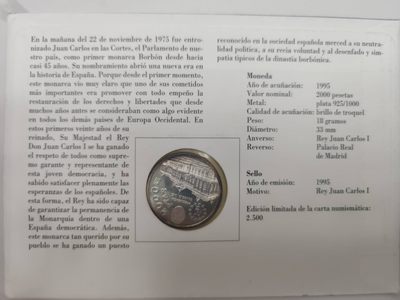 En la mañana del 22 de noviembre de 1975 fue ento-
nizado Juan Carlos en las Cortes, el Parlamento de nues-
tro país, como primer monarca Borbón desde hacía
casi 45 años. Su nombramiento abrió una nueva era en
la historia de España. Porque desde el primer momento,
este monarca vio muy claro que uno de sus cometidos
más importantes era promover con todo empeño la
restauración de los derechos y libertades que desde
muchos años antes se consideraban como algo evidente
en todos los demás países de Europa Occidental. En
estos primeros veinte años de su
reinado, Su Majestad el Rey
Don Juan Carlos I se ha ganado
el respeto de todos como supre-
mo garante y representante de
esta joven democracia, y ha
sabido satisfacer plenamente las
esperanzas de los españoles. De
esta forma, el Rey ha sido capaz
de garantizar la permanencia de
la Monarquía dentro de una
España democrática. Además,
este monarca tan querido por su
pueblo se ha ganado un puesto
reconocido en la sociedad española merced a su neutra-
lidad política, a su recia voluntad y al desenfado y sim-
patía típicos de la dinastía borbónica.
Moneda
Año de acuñación: 1995
Valor nominal: 2000 pesetas
Metal: plata 925/1000
Calidad de acuñación: brillo de troquel
Peso: 18 gramos
Diámetro: 33 mm
Anverso: Rey Juan Carlos I
Reverso: Palacio Real
de Madrid
Sello
Año de emisión: 1995
Motivo: Rey Juan Carlos I
Edición limitada de la carta numismática:
2.500
2000